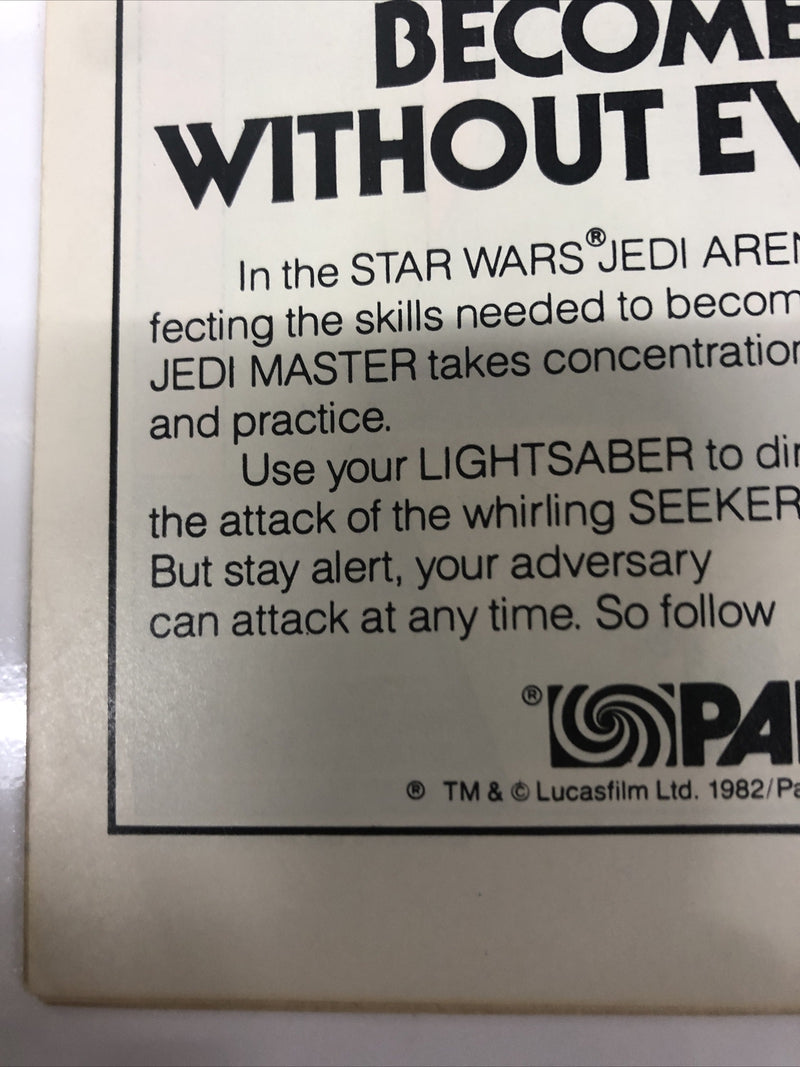 BECOME
WITHOUT EV
In the STAR WARS® JEDI AREN
fecting the skills needed to becom
JEDI MASTER takes concentration
and practice.
Use your LIGHTSABER to dir
the attack of the whirling SEEKER
But stay alert, your adversary
can attack at any time. So follow
® PA
® TM & © Lucasfilm Ltd. 1982/Pa